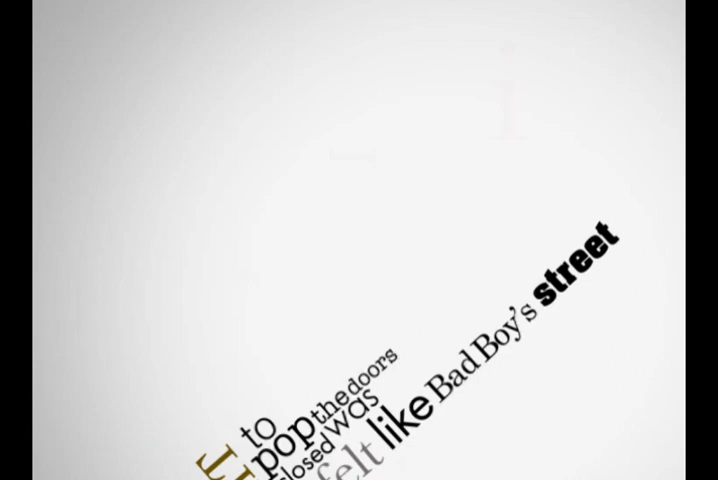 to
pop the doors
closed was
felt like Bad Boy's street